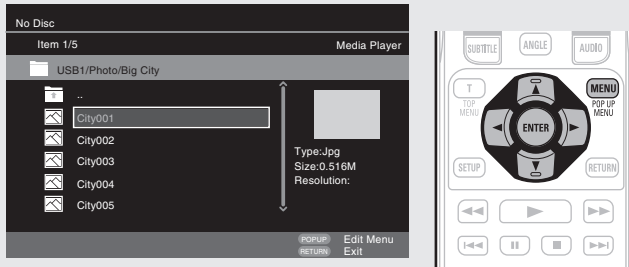 No Disc
Item 1/5
Media Player
USB1/Photo/Big City
..
City001
City002
City003
City004
City005
Type:Jpg
Size:0.516M
Resolution:
POPUP Edit Menu
RETURN Exit
SUBTITLE
ANGLE
AUDIO
T
TOP
MENU
MENU
POP UP
MENU
ENTER
SETUP
RETURN